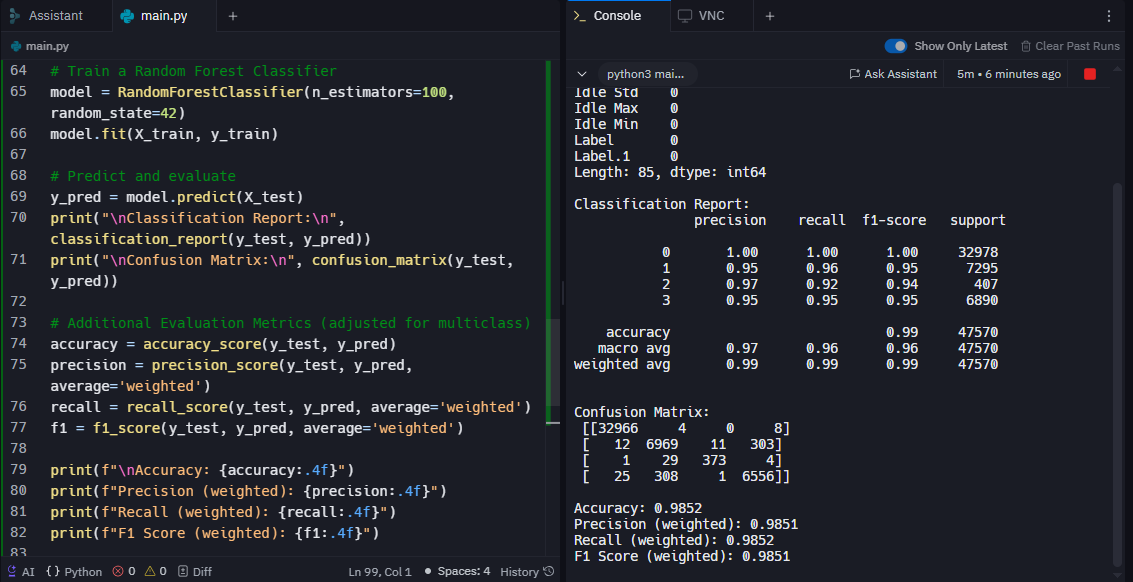 Assistant
main.py
+
main.py
64 # Train a Random Forest Classifier
65 model = RandomForestClassifier(n_estimators=100,
random_state=42)
66 model.fit(X_train, y_train)
67
68 # Predict and evaluate
69 y_pred = model.predict(X_test)
70 print("\nClassification Report:\n",
classification_report(y_test, y_pred))
71 print("\nConfusion Matrix:\n", confusion_matrix(y_test,
y_pred))
72
73 # Additional Evaluation Metrics (adjusted for multiclass)
74 accuracy = accuracy_score(y_test, y_pred)
75 precision = precision_score(y_test, y_pred,
average='weighted')
76 recall = recall_score(y_test, y_pred, average='weighted')
77 f1 = f1_score(y_test, y_pred, average='weighted')
78
79 print(f"\nAccuracy: {accuracy:.4f}")
80 print(f"Precision (weighted): {precision:.4f}")
81 print(f"Recall (weighted): {recall:.4f}")
82 print(f"F1 Score (weighted): {f1:.4f}")
83
AI {} Python 0 0 Diff Ln 99, Col 1 • Spaces: 4 History
>_ Console
VNC
+
Show Only Latest Clear Past Runs
python3 mai... Ask Assistant 5m • 6 minutes ago
Idle Std 0
Idle Max 0
Idle Min 0
Label 0
Label.1 0
Length: 85, dtype: int64
Classification Report:
precision recall f1-score support
0 1.00 1.00 1.00 32978
1 0.95 0.96 0.95 7295
2 0.97 0.92 0.94 407
3 0.95 0.95 0.95 6890
accuracy 0.99 47570
macro avg 0.97 0.96 0.96 47570
weighted avg 0.99 0.99 0.99 47570
Confusion Matrix:
[[32966 4 0 8]
[ 12 6969 11 303]
[ 1 29 373 4]
[ 25 308 1 6556]]
Accuracy: 0.9852
Precision (weighted): 0.9851
Recall (weighted): 0.9852
F1 Score (weighted): 0.9851